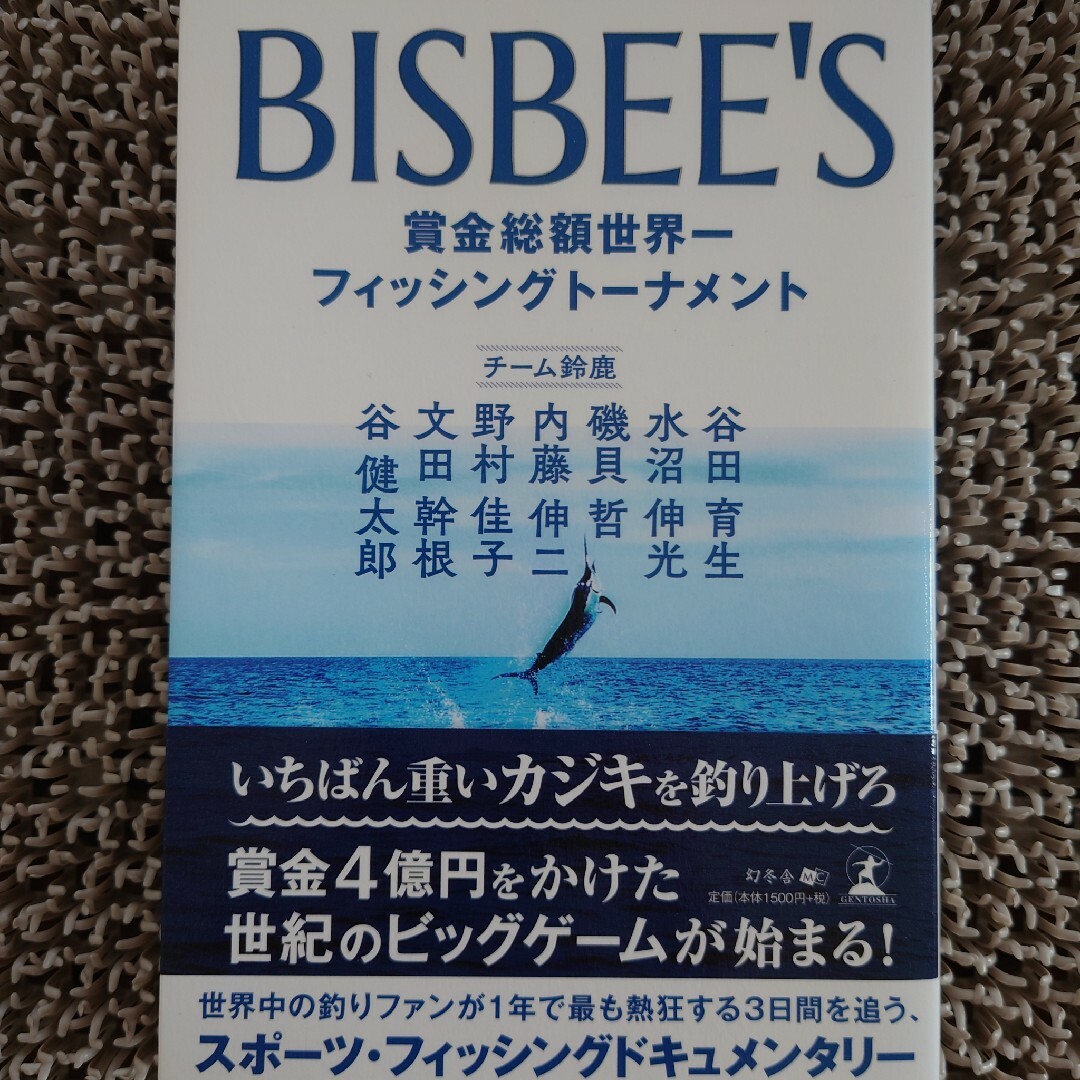 BISBEE'S
賞金総額世界一
フィッシングトーナメント
チーム鈴鹿
谷田育生
水沼伸光
磯貝哲
内藤伸二
野村佳子
文田幹根
谷健太郎
いちばん重いカジキを釣り上げろ
賞金4億円をかけた
世紀のビッグゲームが始まる!
幻冬舎 MC
定価(本体1500円+税)
GENTOSHA
世界中の釣りファンが1年で最も熱狂する3日間を追う、
スポーツ・フィッシングドキュメンタリー